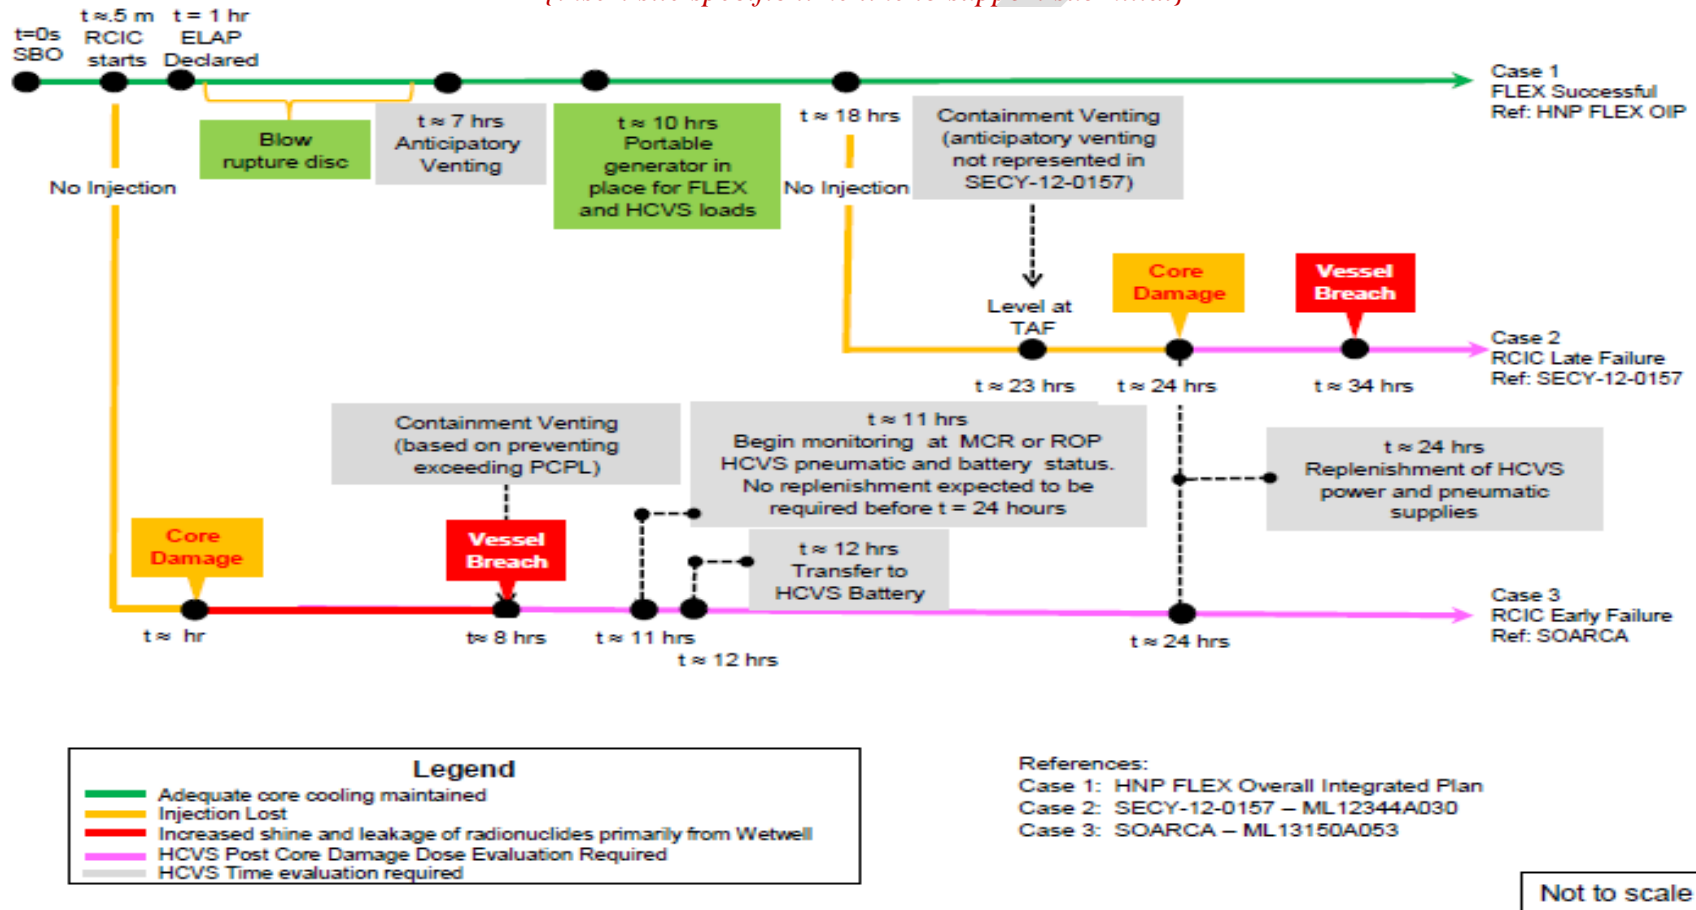 t=0s
SBO
t ≈.5 m
RCIC
starts
t = 1 hr
ELAP
Declared
Case 1
FLEX Successful
Ref: HNP FLEX OIP
Blow
rupture disc
t ≈ 7 hrs
Anticipatory
Venting
t ≈ 10 hrs
Portable
generator in
place for FLEX
and HCVS loads
t ≈ 18 hrs
Containment Venting
(anticipatory venting
not represented in
SECY-12-0157)
No Injection
No Injection
Core
Damage
Vessel
Breach
Level at
TAF
Case 2
RCIC Late Failure
Ref: SECY-12-0157
t ≈ 23 hrs
t ≈ 24 hrs
t ≈ 34 hrs
Containment Venting
(based on preventing
exceeding PCPL)
t ≈ 11 hrs
Begin monitoring at MCR or ROP
HCVS pneumatic and battery status.
No replenishment expected to be
required before t = 24 hours
t ≈ 24 hrs
Replenishment of HCVS
power and pneumatic
supplies
Core
Damage
Vessel
Breach
t ≈ 12 hrs
Transfer to
HCVS Battery
Case 3
RCIC Early Failure
Ref: SOARCA
t ≈ hr
t≈ 8 hrs
t ≈ 11 hrs
t ≈ 12 hrs
t ≈ 24 hrs
Legend
Adequate core cooling maintained
Injection Lost
Increased shine and leakage of radionuclides primarily from Wetwell
HCVS Post Core Damage Dose Evaluation Required
HCVS Time evaluation required
References:
Case 1: HNP FLEX Overall Integrated Plan
Case 2: SECY-12-0157 – ML12344A030
Case 3: SOARCA – ML13150A053
Not to scale